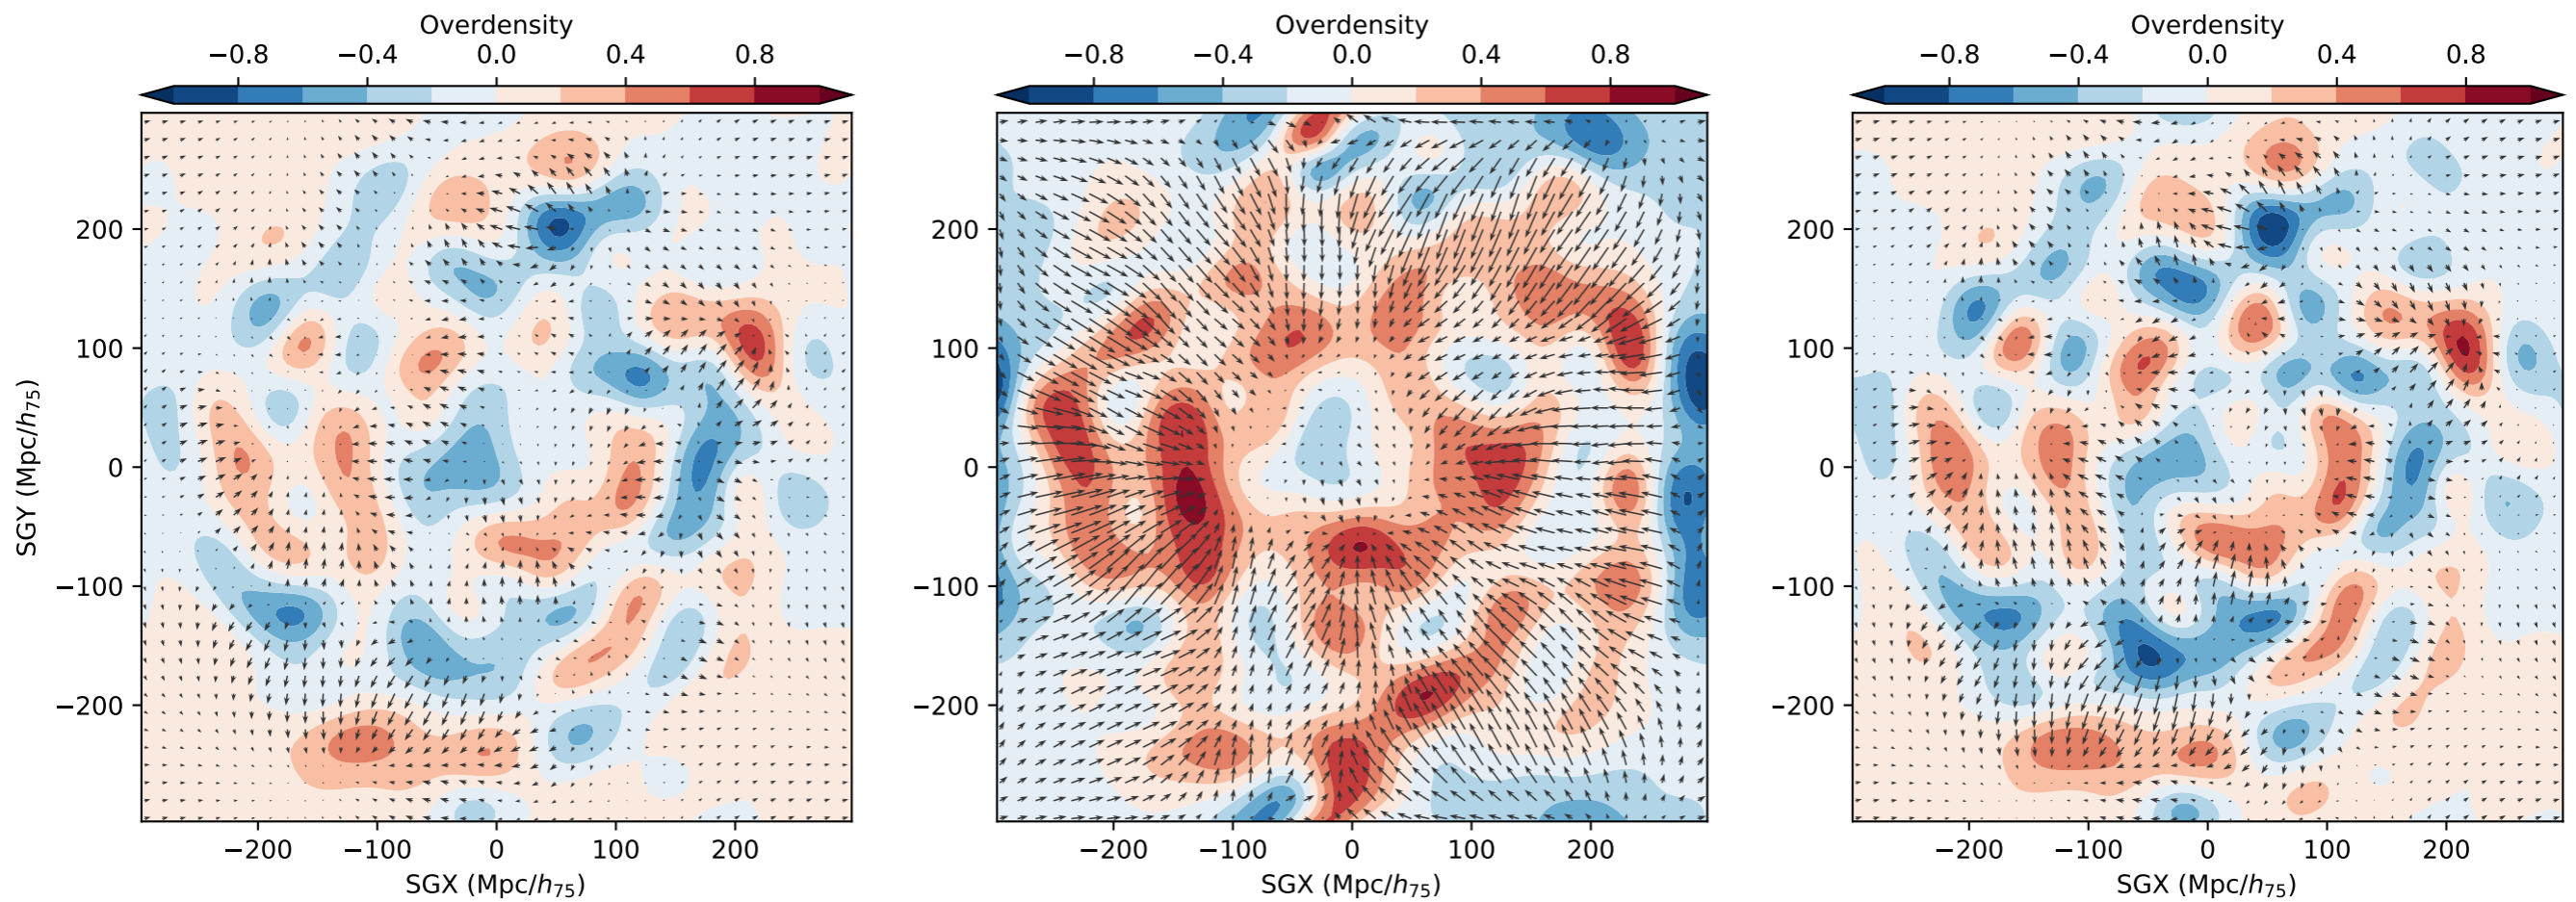 Overdensity Overdensity Overdensity
−0.8 −0.4 0.0 0.4 0.8 −0.8 −0.4 0.0 0.4 0.8 −0.8 −0.4 0.0 0.4 0.8
200 200 200
100 100 100
0 0 0
−100 −100 −100
−200 −200 −200
SGY (Mpc/h75)
−200 −100 0 100 200 −200 −100 0 100 200 −200 −100 0 100 200
SGX (Mpc/h75) SGX (Mpc/h75) SGX (Mpc/h75)